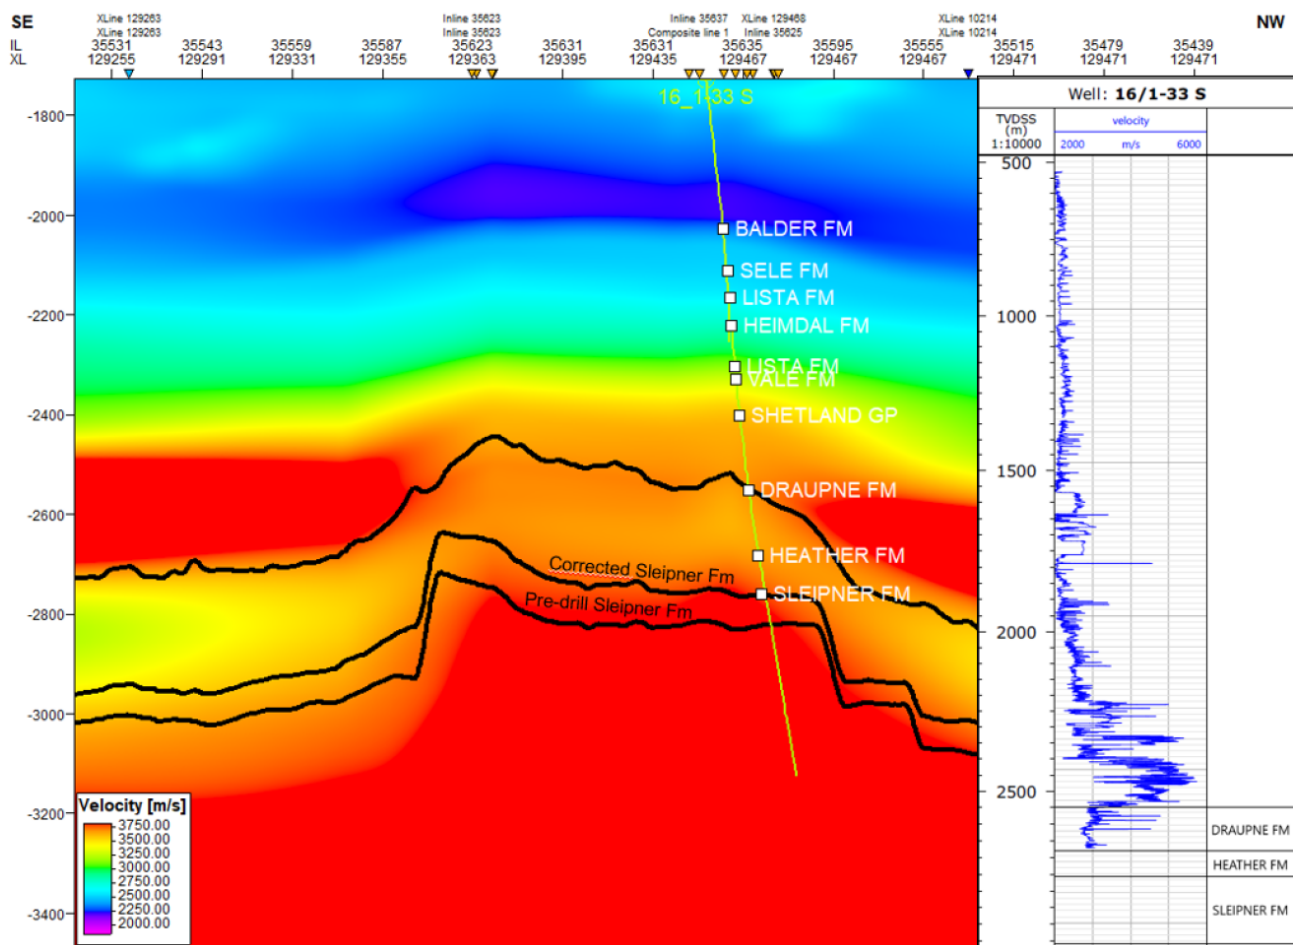 SE
XLine 129263
Inline 35623
Inline 35637
XLine 129468
XLine 10214
NW
XLine 129263
Inline 35623
Composite line 1
Inline 35625
XLine 10214
IL 35531 35543 35559 35587 35623 35631 35631 35635 35595 35555 35515 35479 35439
XL 129255 129291 129331 129355 129363 129395 129435 129467 129467 129467 129471 129471 129471
16_1-33 S
Well: 16/1-33 S
TVDSS
(m)
1:10000
velocity
2000 m/s 6000
-1800
-2000
-2200
-2400
-2600
-2800
-3000
-3200
-3400
BALDER FM
SELE FM
LISTA FM
HEIMDAL FM
LISTA FM
VALE FM
SHETLAND GP
DRAUPNE FM
HEATHER FM
Corrected Sleipner Fm
SLEIPNER FM
Pre-drill Sleipner Fm
Velocity [m/s]
3750.00
3500.00
3250.00
3000.00
2750.00
2500.00
2250.00
2000.00
500
1000
1500
2000
2500
DRAUPNE FM
HEATHER FM
SLEIPNER FM